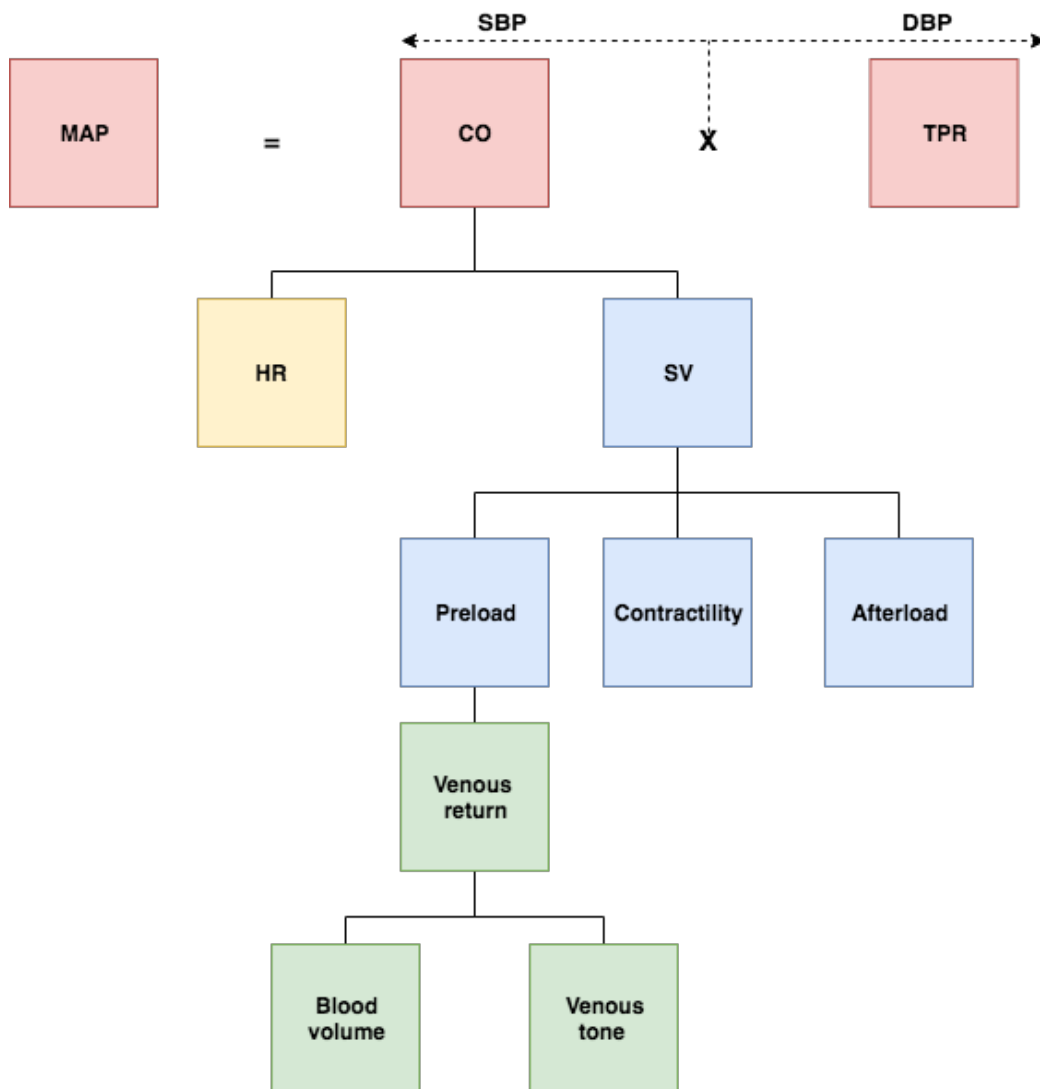 SBP
DBP
MAP
=
CO
X
TPR
HR
SV
Preload
Contractility
Afterload
Venous
return
Blood
volume
Venous
tone